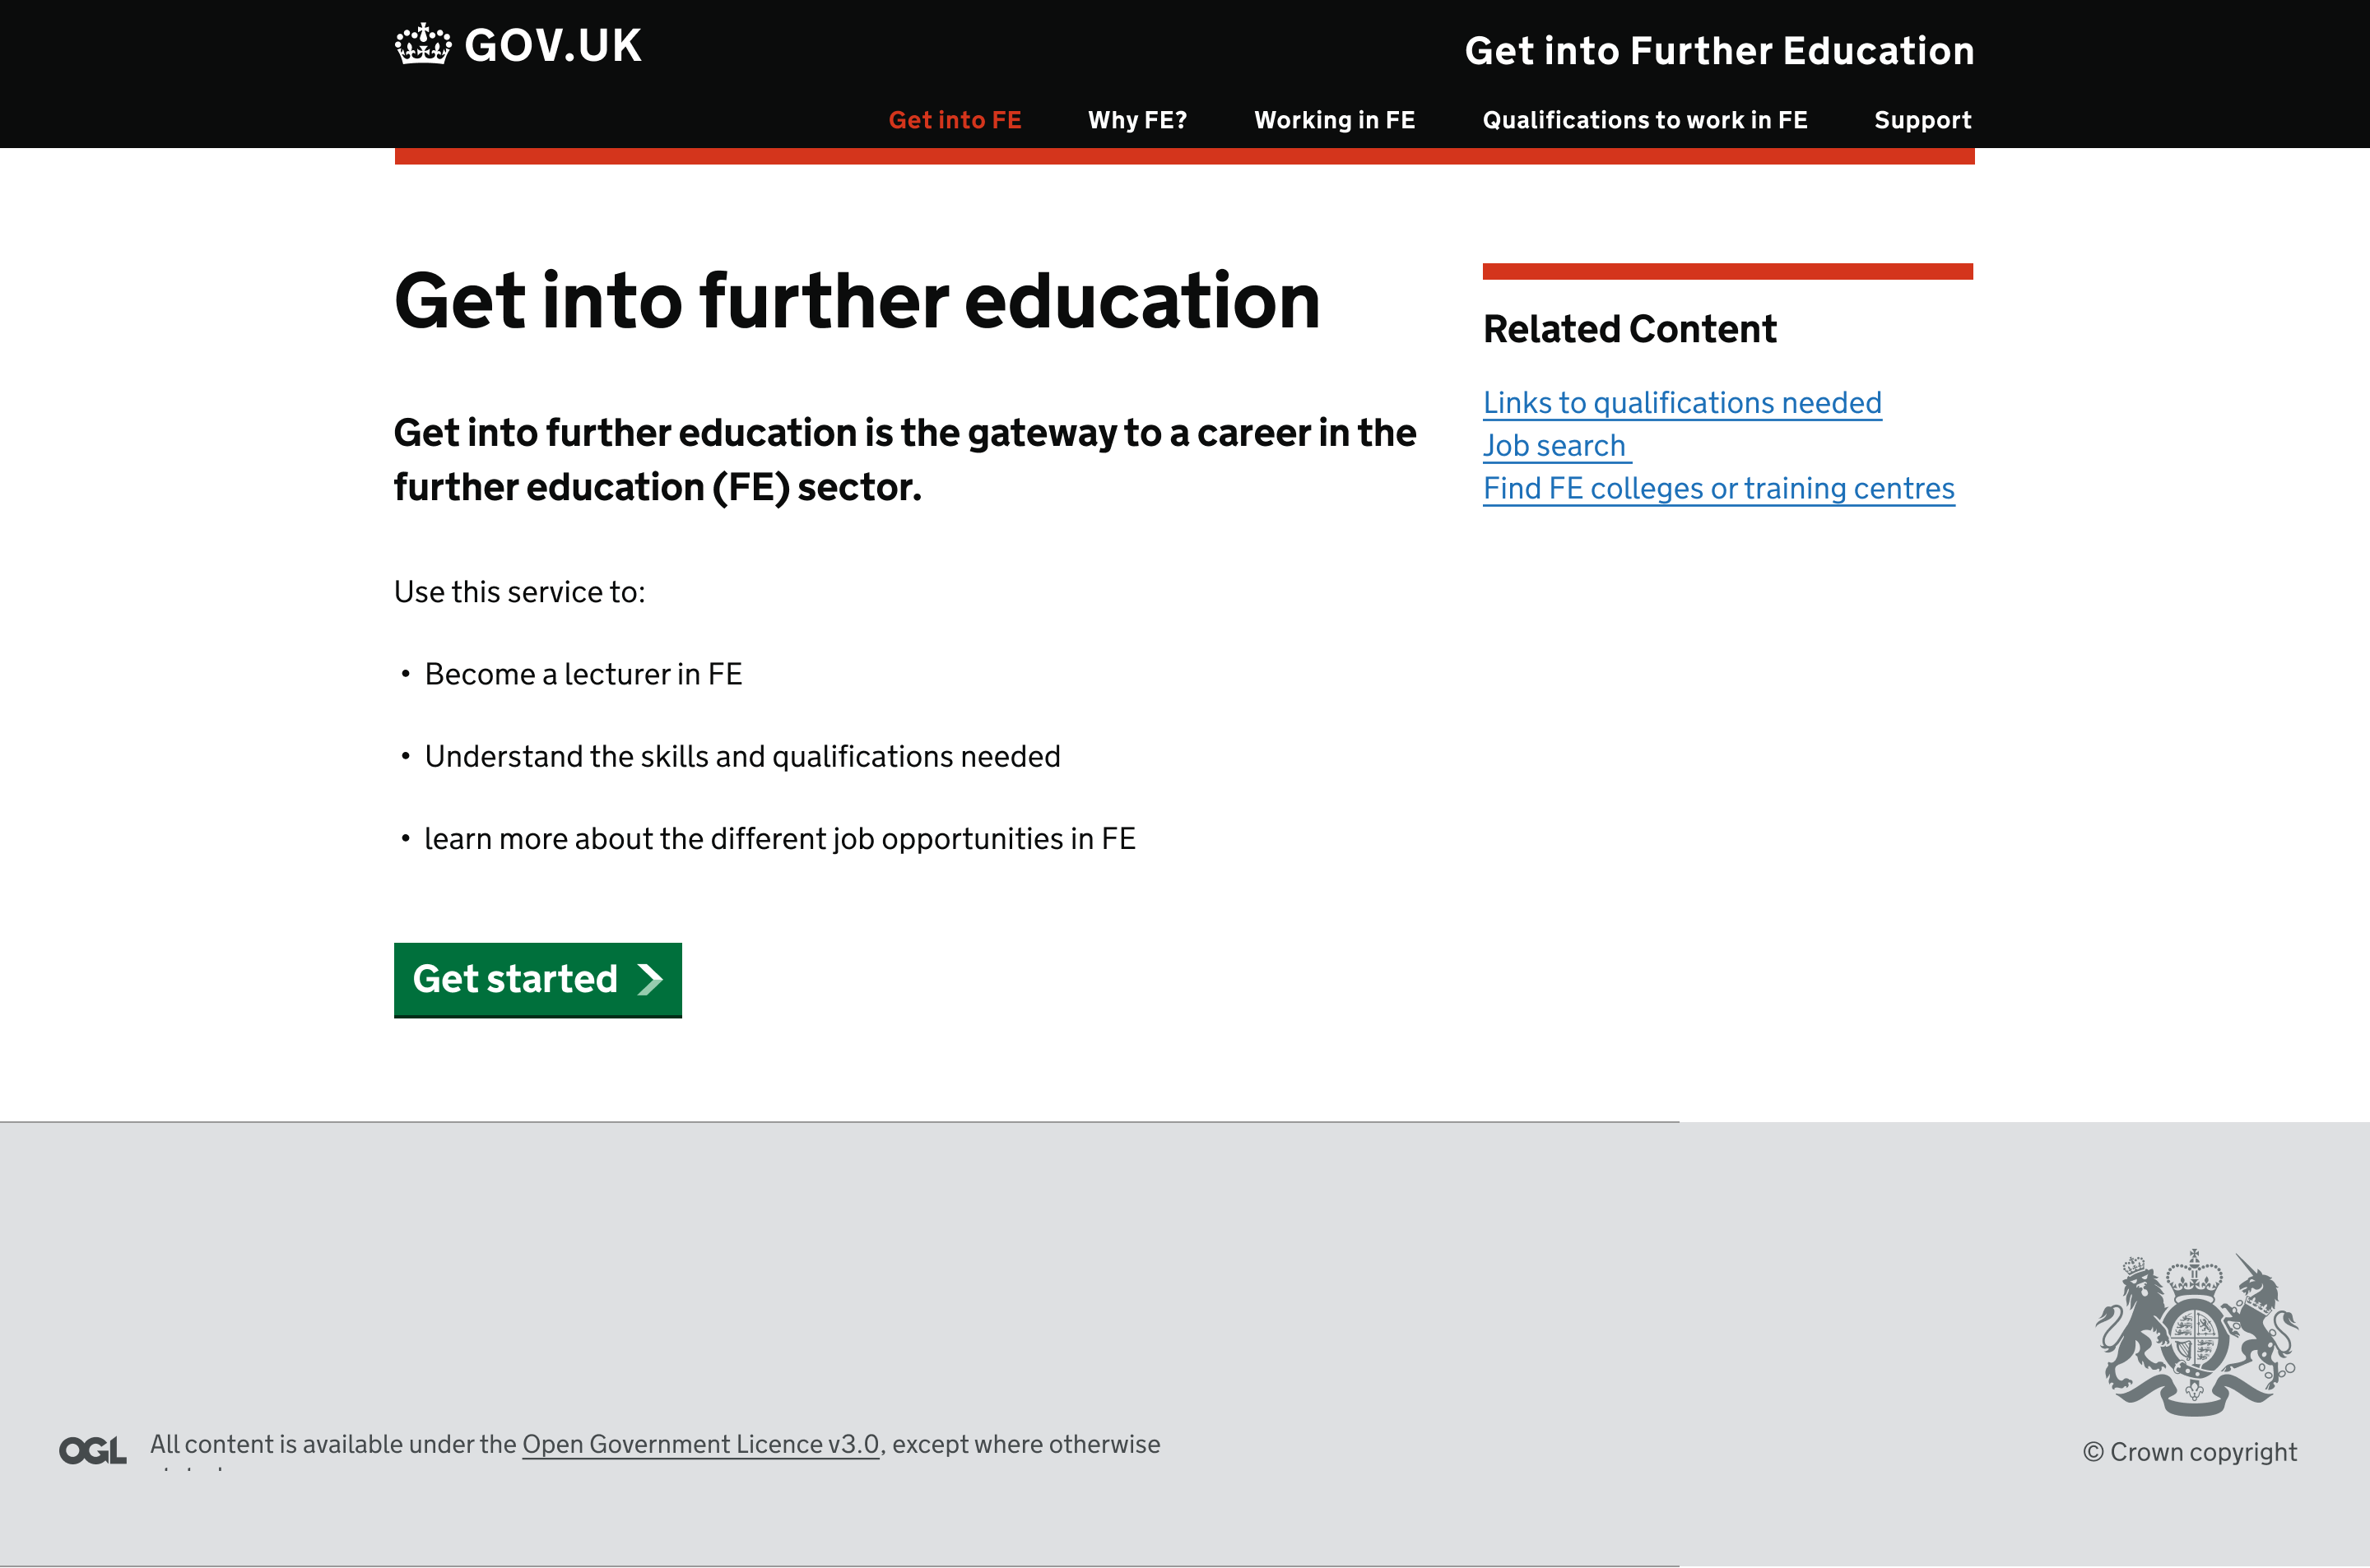 GOV.UK
Get into Further Education
Get into FE
Why FE?
Working in FE
Qualifications to work in FE
Support
Get into further education
Get into further education is the gateway to a career in the
further education (FE) sector.
Use this service to:
• Become a lecturer in FE
• Understand the skills and qualifications needed
• learn more about the different job opportunities in FE
Get started
Related Content
Links to qualifications needed
Job search
Find FE colleges or training centres
OGL
All content is available under the Open Government Licence v3.0, except where otherwise
© Crown copyright